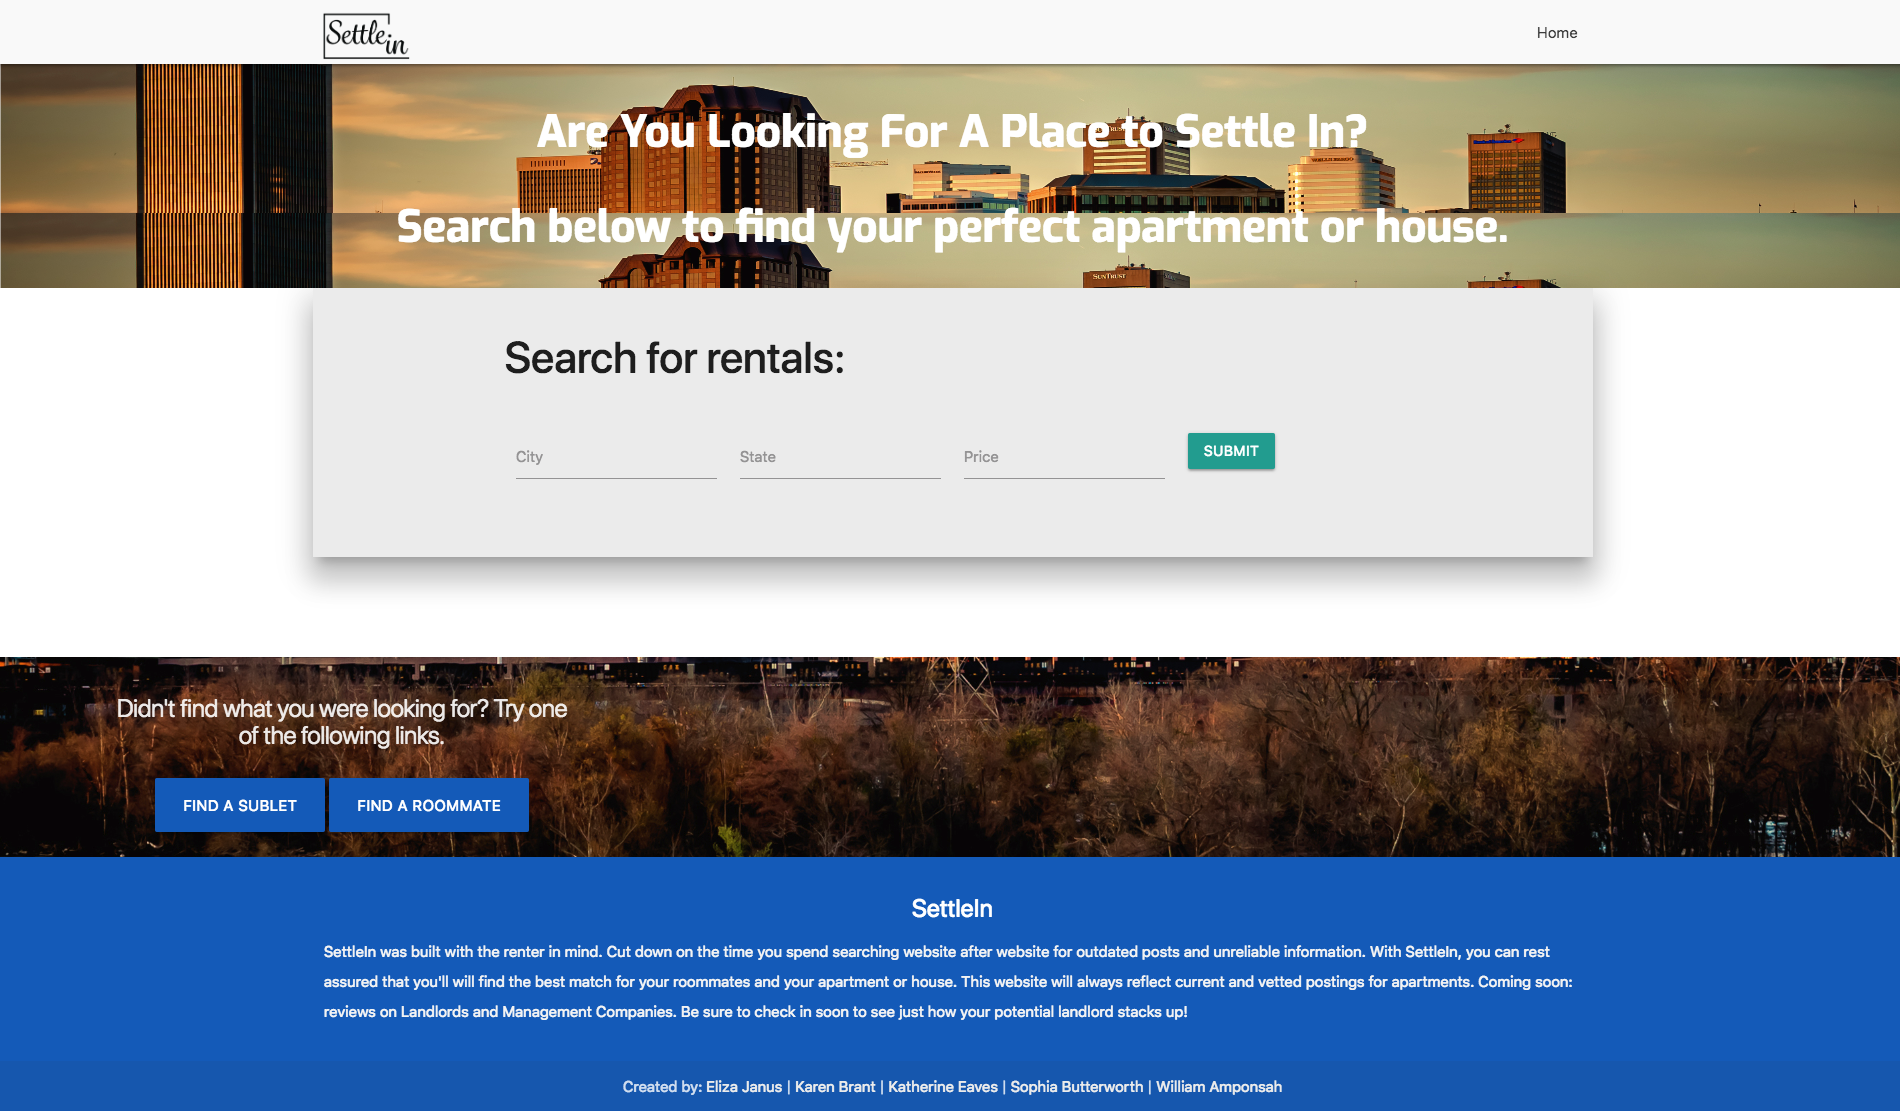 Settle in
Home
Are You Looking For A Place to Settle In?
Search below to find your perfect apartment or house.
SUNTRUST
Search for rentals:
City
State
Price
SUBMIT
Didn't find what you were looking for? Try one
of the following links.
FIND A SUBLET
FIND A ROOMMATE
SettleIn
SettleIn was built with the renter in mind. Cut down on the time you spend searching website after website for outdated posts and unreliable information. With SettleIn, you can rest
assured that you'll will find the best match for your roommates and your apartment or house. This website will always reflect current and vetted postings for apartments. Coming soon:
reviews on Landlords and Management Companies. Be sure to check in soon to see just how your potential landlord stacks up!
Created by: Eliza Janus | Karen Brant | Katherine Eaves | Sophia Butterworth | William Amponsah